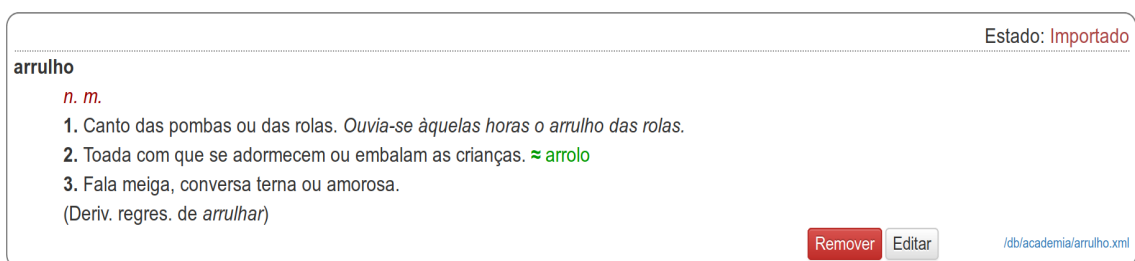 Estado: Importado
arrulho
n. m.
1. Canto das pombas ou das rolas. Ouvia-se àquelas horas o arrulho das rolas.
2. Toada com que se adormecem ou embalam as crianças. ≈ arrolo
3. Fala meiga, conversa terna ou amorosa.
(Deriv. regres. de arrulhar)
Remover Editar /db/academia/arrulho.xml